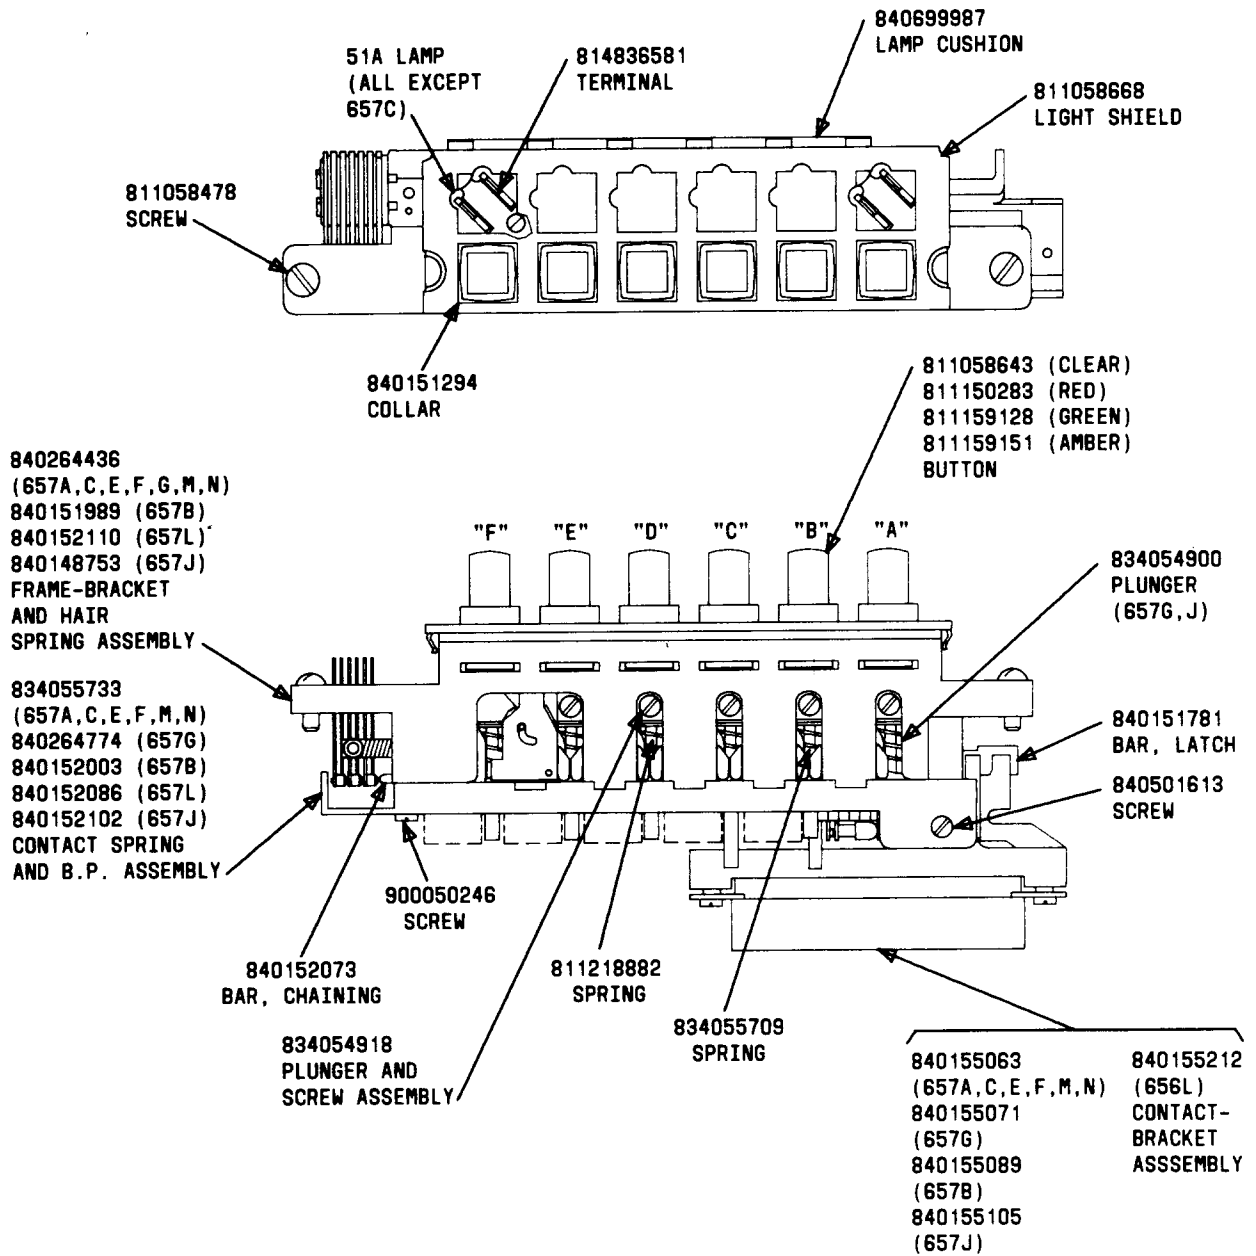 840699987
LAMP CUSHION
51A LAMP
(ALL EXCEPT
657C)
814836581
TERMINAL
811058668
LIGHT SHIELD
811058478
SCREW
840151294
COLLAR
811058643 (CLEAR)
811150283 (RED)
811159128 (GREEN)
811159151 (AMBER)
BUTTON
840264436
(657A,C,E,F,G,M,N)
840151989 (657B)
840152110 (657L)
840148753 (657J)
FRAME-BRACKET
AND HAIR
SPRING ASSEMBLY
"F" "E" "D" "C" "B" "A"
834054900
PLUNGER
(657G,J)
834055733
(657A,C,E,F,M,N)
840264774 (657G)
840152003 (657B)
840152086 (657L)
840152102 (657J)
CONTACT SPRING
AND B.P. ASSEMBLY
840151781
BAR, LATCH
840501613
SCREW
900050246
SCREW
840152073
BAR, CHAINING
811218882
SPRING
834055709
SPRING
834054918
PLUNGER AND
SCREW ASSEMBLY
840155063
(657A,C,E,F,M,N)
840155071
(657G)
840155089
(657B)
840155105
(657J)
840155212
(656L)
CONTACT-
BRACKET
ASSSEMBLY